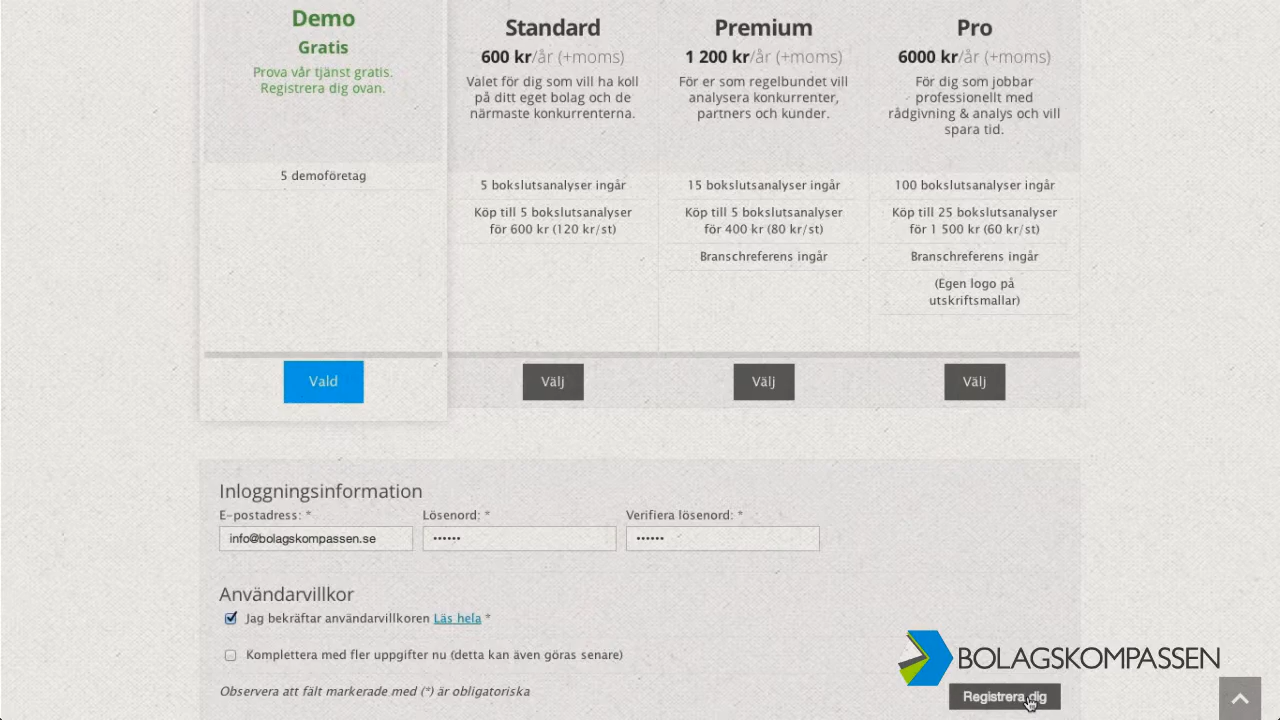 Demo
Gratis
Prova vår tjänst gratis.
Registrera dig ovan.
5 demoföretag
Vald
Standard
600 kr/år (+moms)
Valet för dig som vill ha koll
på ditt eget bolag och de
närmaste konkurrenterna.
5 bokslutsanalyser ingår
Köp till 5 bokslutsanalyser
för 600 kr (120 kr/st)
Välj
Premium
1 200 kr/år (+moms)
För er som regelbundet vill
analysera konkurrenter,
partners och kunder.
15 bokslutsanalyser ingår
Köp till 5 bokslutsanalyser
för 400 kr (80 kr/st)
Branschreferens ingår
Välj
Pro
6000 kr/år (+moms)
För dig som jobbar
professionellt med
rådgivning & analys och vill
spara tid.
100 bokslutsanalyser ingår
Köp till 25 bokslutsanalyser
för 1 500 kr (60 kr/st)
Branschreferens ingår
(Egen logo på
utskriftsmallar)
Välj
Inloggningsinformation
E-postadress: * Lösenord: * Verifiera lösenord: *
info@bolagskompassen.se •••••• ••••••
Användarvillkor
Jag bekräftar användarvillkoren Läs hela *
Komplettera med fler uppgifter nu (detta kan även göras senare)
Observera att fält markerade med (*) är obligatoriska
BOLAGSKOMPASSEN
Registrera dig